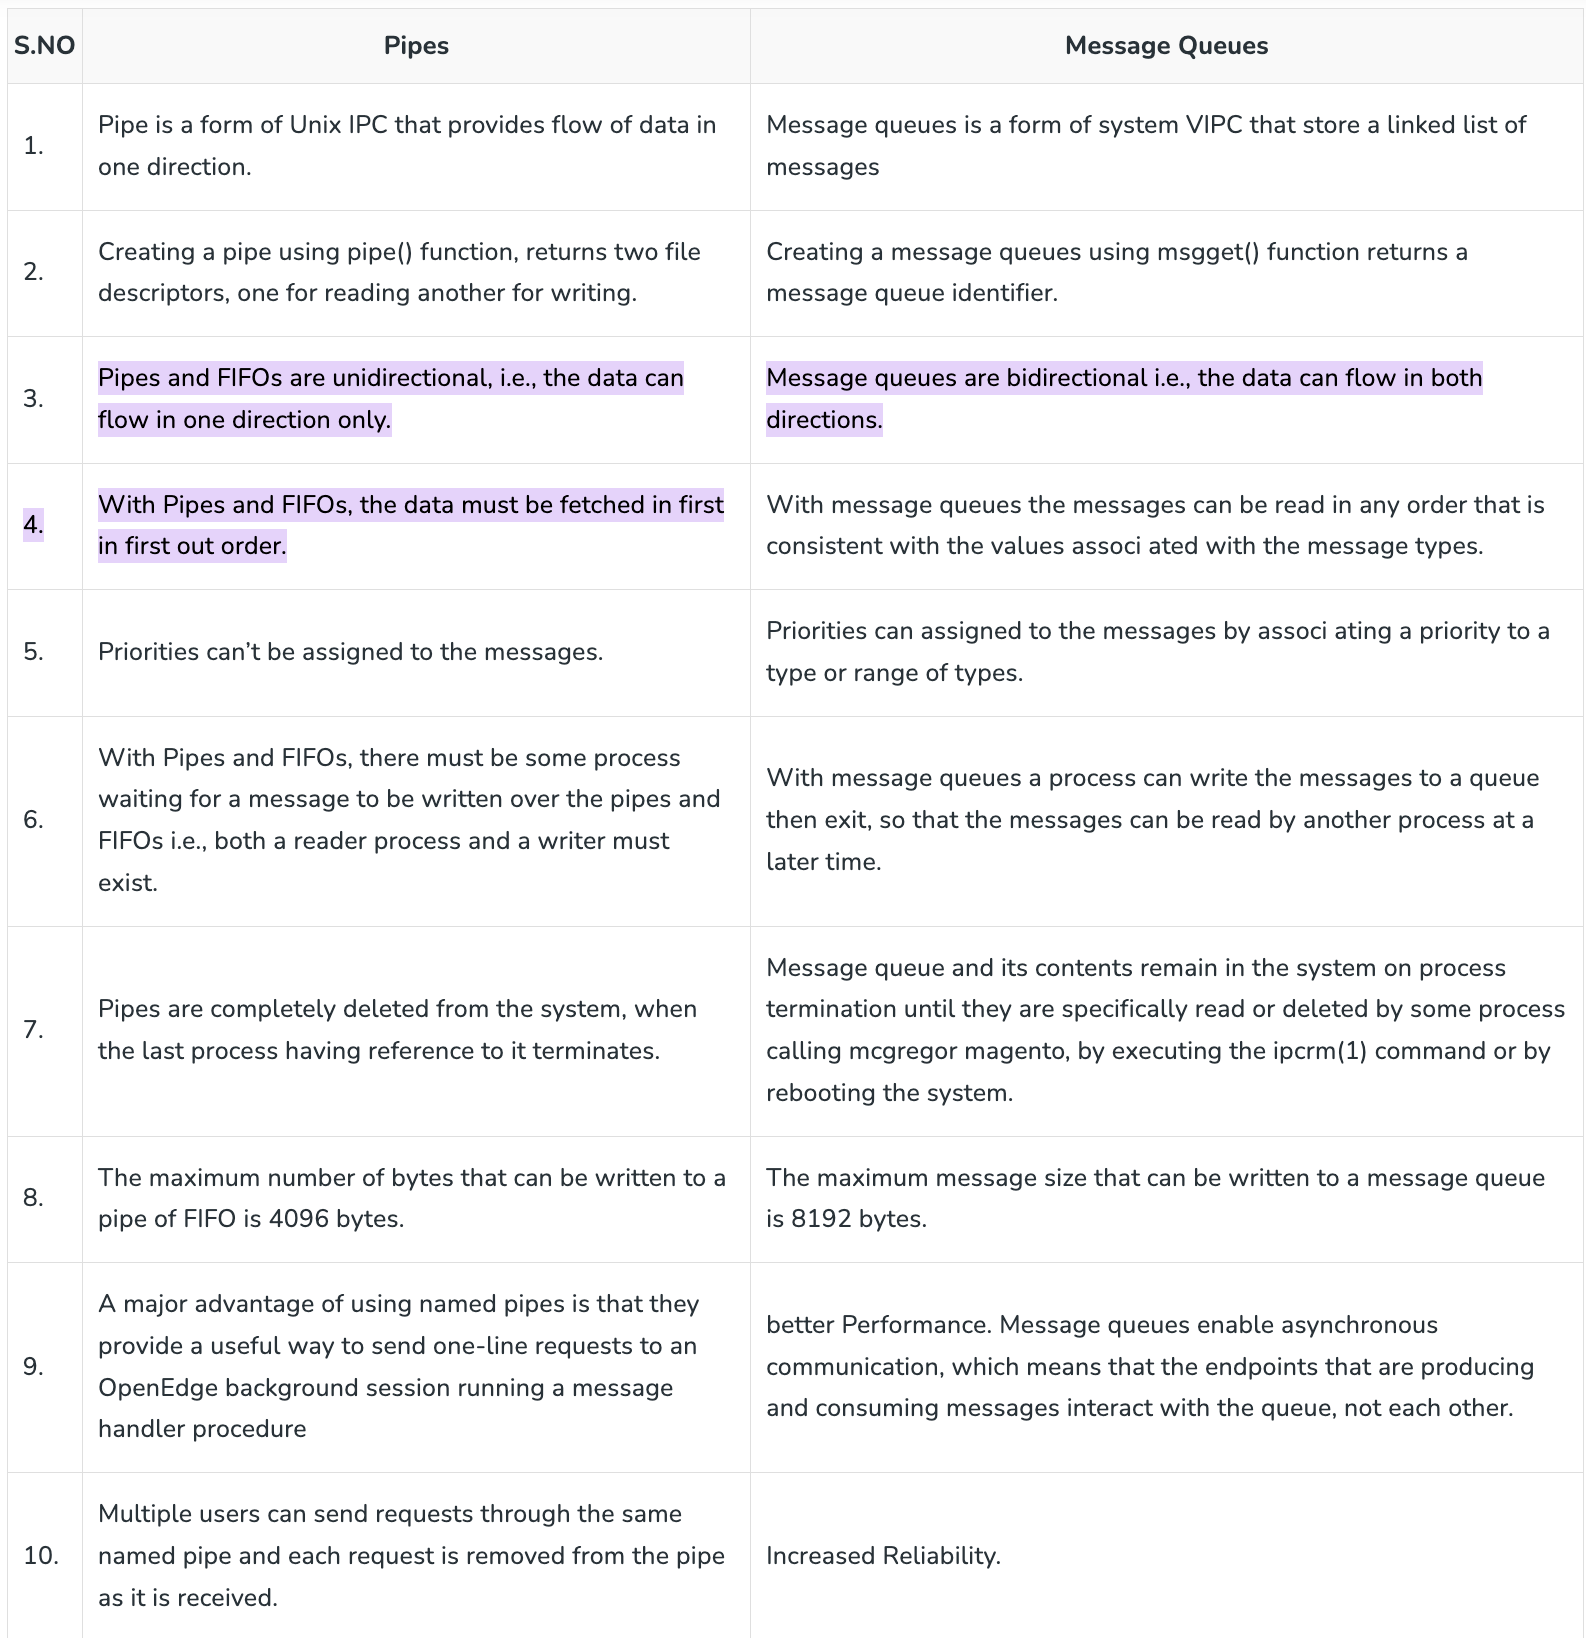 S.NO
Pipes
Message Queues
1.
Pipe is a form of Unix IPC that provides flow of data in
one direction.
Message queues is a form of system VIPC that store a linked list of
messages
2.
Creating a pipe using pipe() function, returns two file
descriptors, one for reading another for writing.
Creating a message queues using msgget() function returns a
message queue identifier.
3.
Pipes and FIFOs are unidirectional, i.e., the data can
flow in one direction only.
Message queues are bidirectional i.e., the data can flow in both
directions.
4.
With Pipes and FIFOs, the data must be fetched in first
in first out order.
With message queues the messages can be read in any order that is
consistent with the values associ ated with the message types.
5.
Priorities can’t be assigned to the messages.
Priorities can assigned to the messages by associ ating a priority to a
type or range of types.
6.
With Pipes and FIFOs, there must be some process
waiting for a message to be written over the pipes and
FIFOs i.e., both a reader process and a writer must
exist.
With message queues a process can write the messages to a queue
then exit, so that the messages can be read by another process at a
later time.
7.
Pipes are completely deleted from the system, when
the last process having reference to it terminates.
Message queue and its contents remain in the system on process
termination until they are specifically read or deleted by some process
calling mcgregor magento, by executing the ipcrm(1) command or by
rebooting the system.
8.
The maximum number of bytes that can be written to a
pipe of FIFO is 4096 bytes.
The maximum message size that can be written to a message queue
is 8192 bytes.
9.
A major advantage of using named pipes is that they
provide a useful way to send one-line requests to an
OpenEdge background session running a message
handler procedure
better Performance. Message queues enable asynchronous
communication, which means that the endpoints that are producing
and consuming messages interact with the queue, not each other.
10.
Multiple users can send requests through the same
named pipe and each request is removed from the pipe
as it is received.
Increased Reliability.